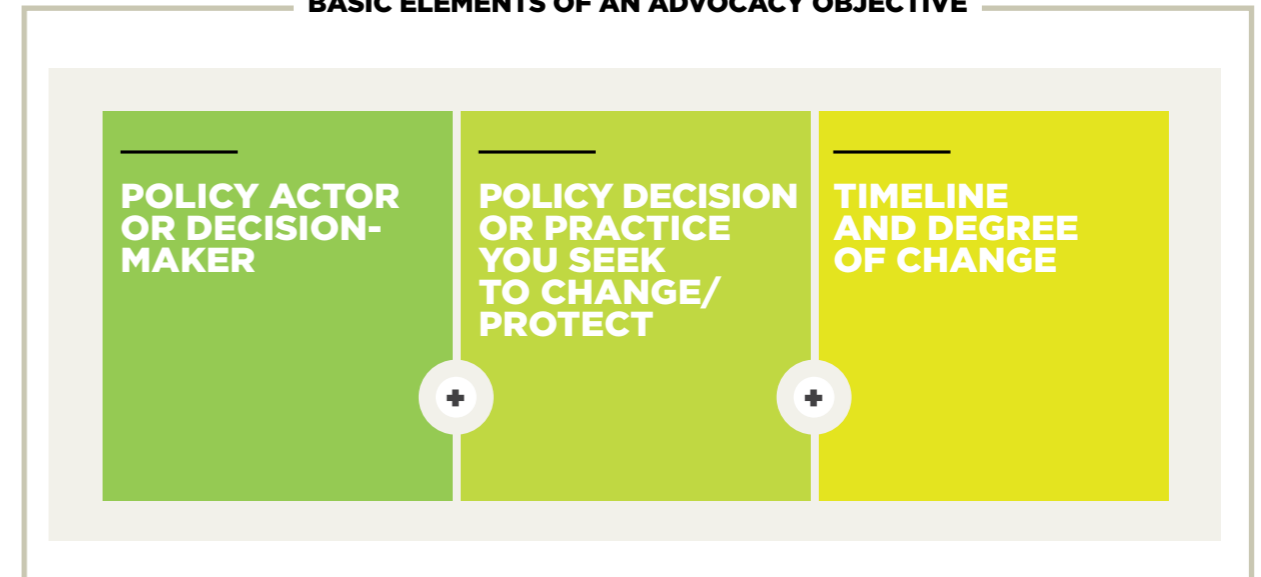 BASIC ELEMENTS OF AN ADVOCACY OBJECTIVE
POLICY ACTOR
OR DECISION-
MAKER
+
POLICY DECISION
OR PRACTICE
YOU SEEK
TO CHANGE/
PROTECT
+
TIMELINE
AND DEGREE
OF CHANGE